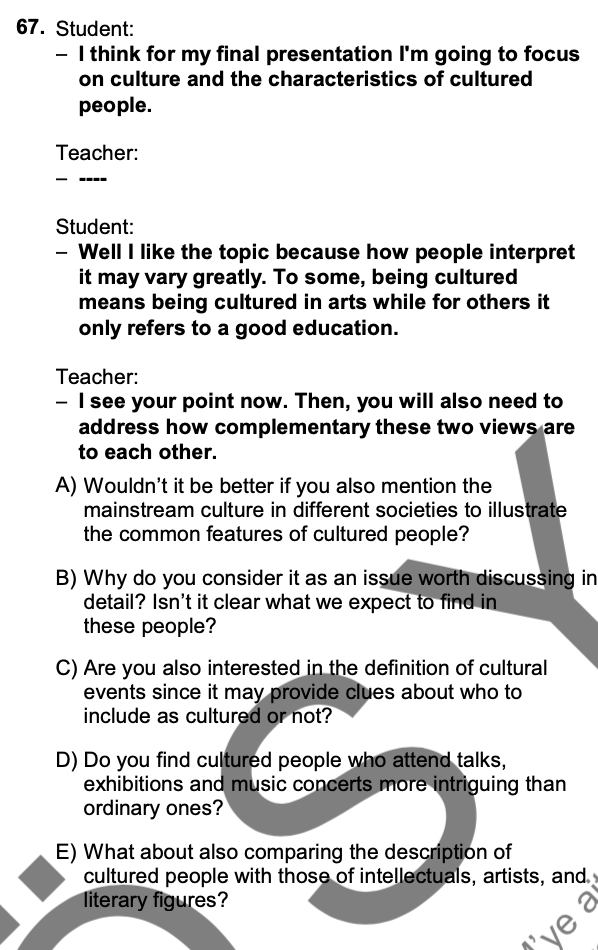 67. Student:
– I think for my final presentation I'm going to focus
on culture and the characteristics of cultured
people.
Teacher:
– ----
Student:
– Well I like the topic because how people interpret
it may vary greatly. To some, being cultured
means being cultured in arts while for others it
only refers to a good education.
Teacher:
– I see your point now. Then, you will also need to
address how complementary these two views are
to each other.
A) Wouldn't it be better if you also mention the
mainstream culture in different societies to illustrate
the common features of cultured people?
B) Why do you consider it as an issue worth discussing in
detail? Isn't it clear what we expect to find in
these people?
C) Are you also interested in the definition of cultural
events since it may provide clues about who to
include as cultured or not?
D) Do you find cultured people who attend talks,
exhibitions and music concerts more intriguing than
ordinary ones?
E) What about also comparing the description of
cultured people with those of intellectuals, artists, and
literary figures?